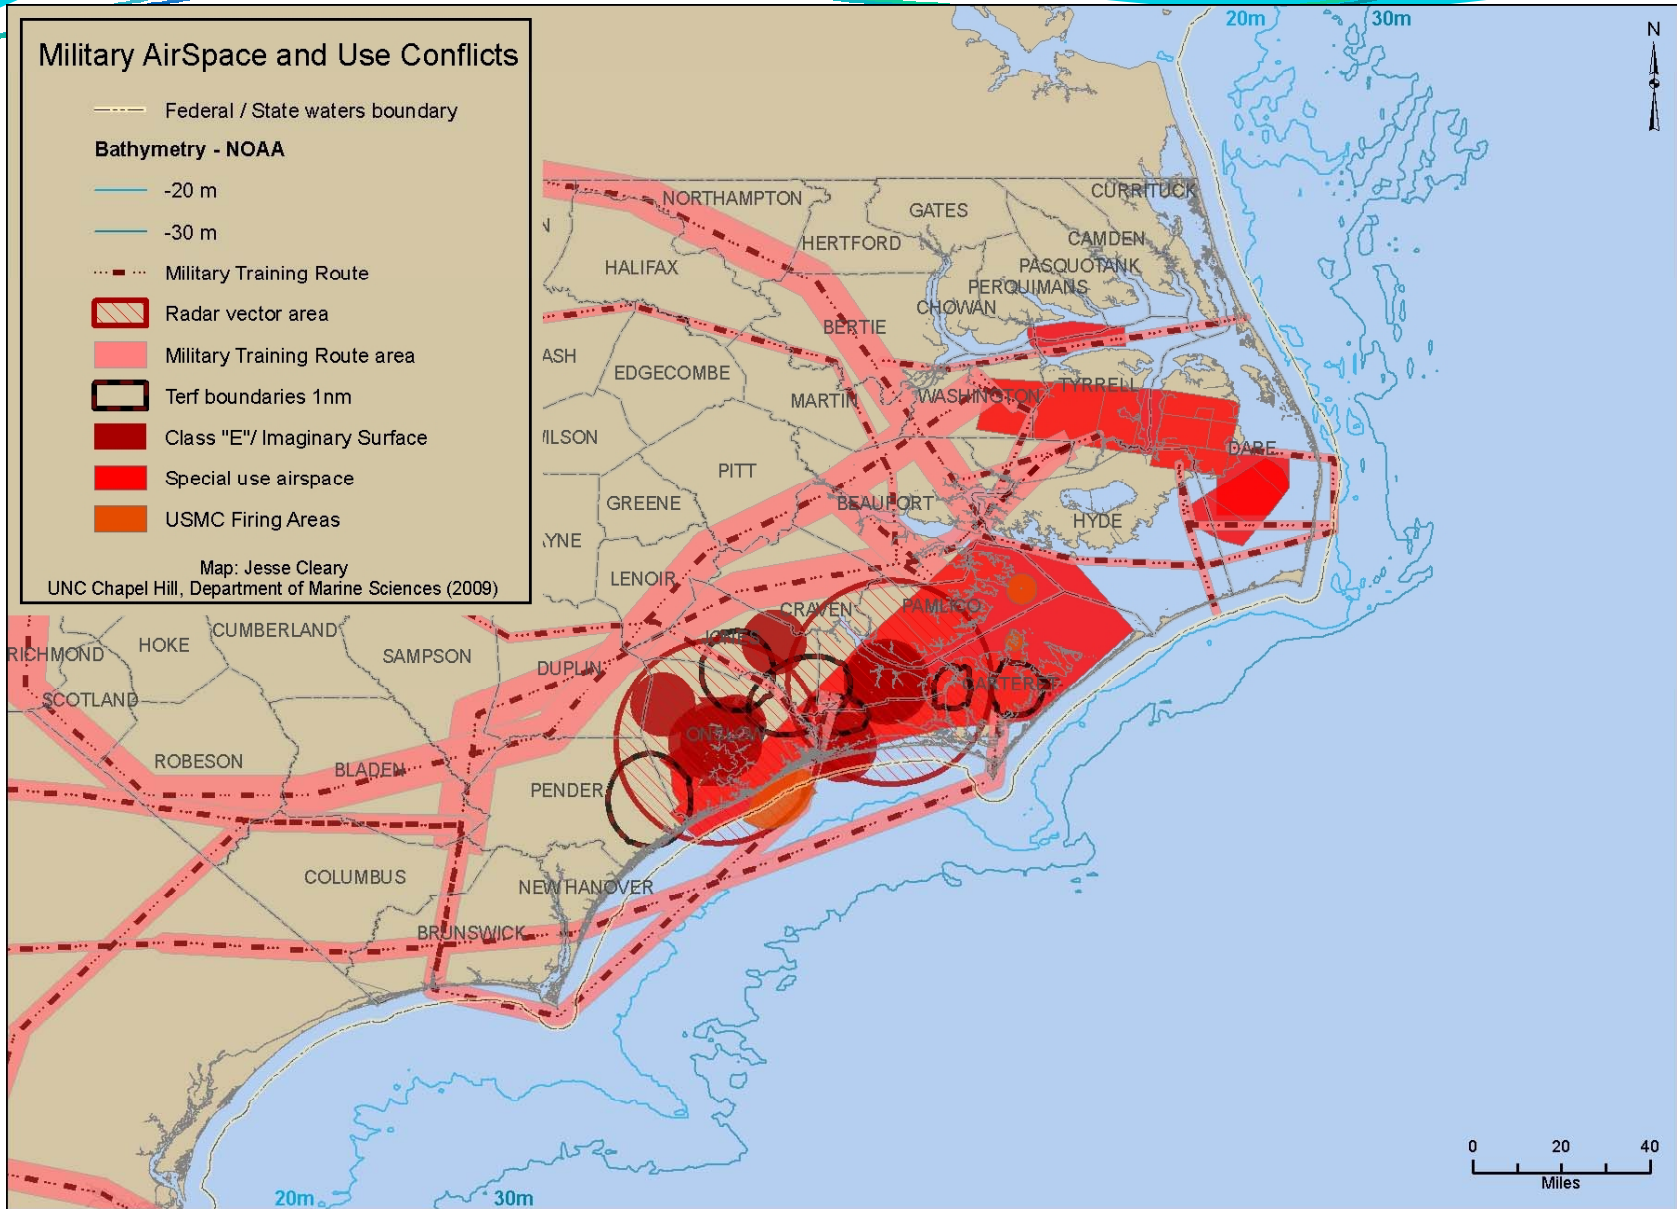 Military AirSpace and Use Conflicts
Federal / State waters boundary
Bathymetry - NOAA
-20 m
-30 m
Military Training Route
Radar vector area
Military Training Route area
Terf boundaries 1nm
Class "E"/ Imaginary Surface
Special use airspace
USMC Firing Areas
Map: Jesse Cleary
UNC Chapel Hill, Department of Marine Sciences (2009)
20m
30m
N
NORTHAMPTON
GATES
CURRITUCK
N
HERTFORD
CAMDEN
HALIFAX
PASQUOTANK
PERQUIMANS
CHOWAN
BERTIE
ASH
EDGECOMBE
TYRRELL
MARTIN
WASHINGTON
ILSON
DARE
PITT
GREENE
BEAUFORT
HYDE
YNE
LENOIR
CRAVEN
PAMLICO
JONES
RICHMOND
HOKE
CUMBERLAND
SAMPSON
DUPLIN
CARTERET
SCOTLAND
ONSLOW
ROBESON
BLADEN
PENDER
COLUMBUS
NEW HANOVER
BRUNSWICK
0 20 40
Miles
20m
30m